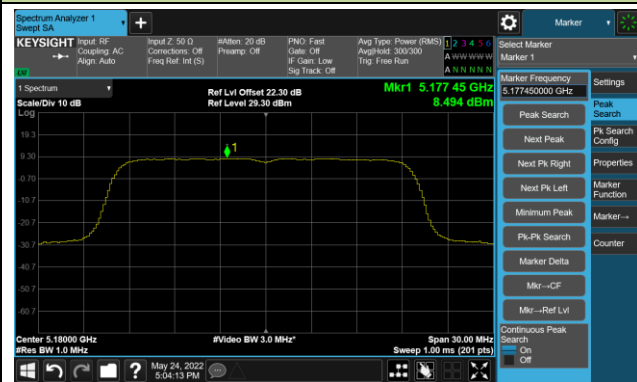 Spectrum Analyzer 1
Swept SA
Marker
KEYSIGHT
Input: RF
Coupling: AC
Align: Auto
Input Z: 50 Ω
Corrections: Off
Freq Ref: Int (S)
#Atten: 20 dB
Preamp: Off
PNO: Fast
Gate: Off
IF Gain: Low
Sig Track: Off
Avg Type: Power (RMS)
Avg|Hold: 300/300
Trig: Free Run
1 2 3 4 5 6
A W W W W W
A N N N N N
Select Marker
Marker 1
1 Spectrum
Scale/Div 10 dB
Log
Ref Lvl Offset 22.30 dB
Ref Level 29.30 dBm
Mkr1 5.177 45 GHz
8.494 dBm
1
19.3
9.30
-0.70
-10.7
-20.7
-30.7
-40.7
-50.7
-60.7
Center 5.18000 GHz
#Res BW 1.0 MHz
#Video BW 3.0 MHz*
Span 30.00 MHz
Sweep 1.00 ms (201 pts)
Marker Frequency
5.177450000 GHz
Peak Search
Next Peak
Next Pk Right
Next Pk Left
Minimum Peak
Pk-Pk Search
Marker Delta
Mkr→CF
Mkr→Ref Lvl
Continuous Peak
Search
On
Off
Settings
Peak
Search
Pk Search
Config
Properties
Marker
Function
Marker→
Counter
May 24, 2022
5:04:13 PM